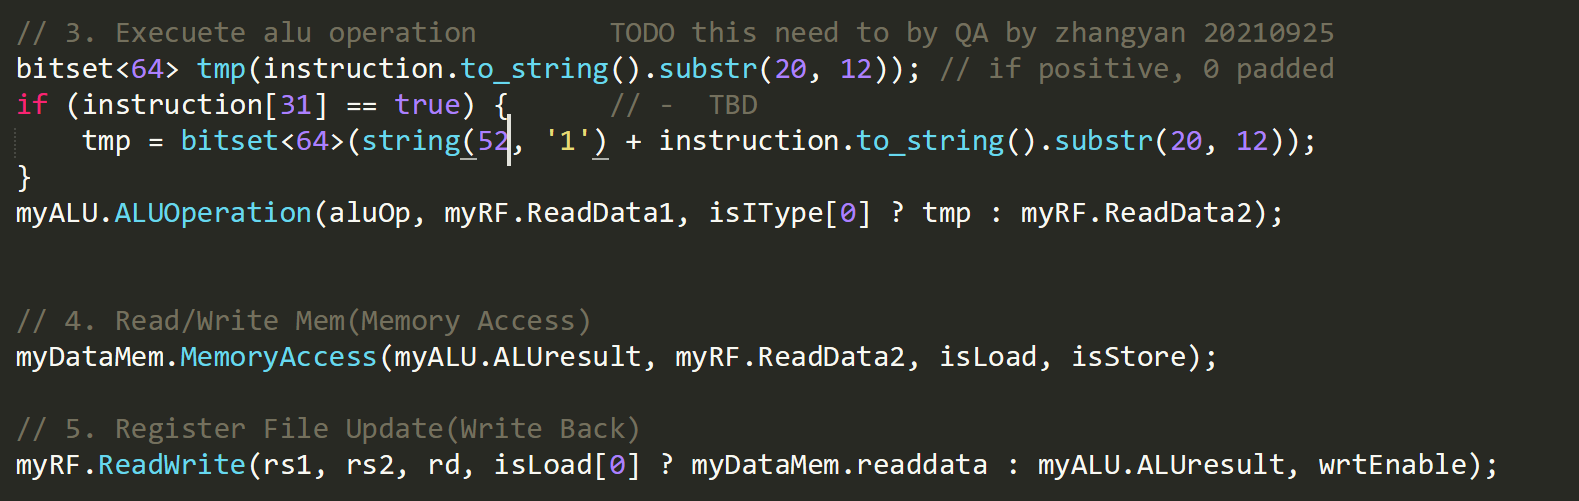 // 3. Execuete alu operation        TODO this need to by QA by zhangyan 20210925
bitset<64> tmp(instruction.to_string().substr(20, 12)); // if positive, 0 padded
if (instruction[31] == true) {      // -  TBD
    tmp = bitset<64>(string(52, '1') + instruction.to_string().substr(20, 12));
}
myALU.ALUOperation(aluOp, myRF.ReadData1, isIType[0] ? tmp : myRF.ReadData2);
// 4. Read/Write Mem(Memory Access)
myDataMem.MemoryAccess(myALU.ALUresult, myRF.ReadData2, isLoad, isStore);
// 5. Register File Update(Write Back)
myRF.ReadWrite(rs1, rs2, rd, isLoad[0] ? myDataMem.readdata : myALU.ALUresult, wrtEnable);